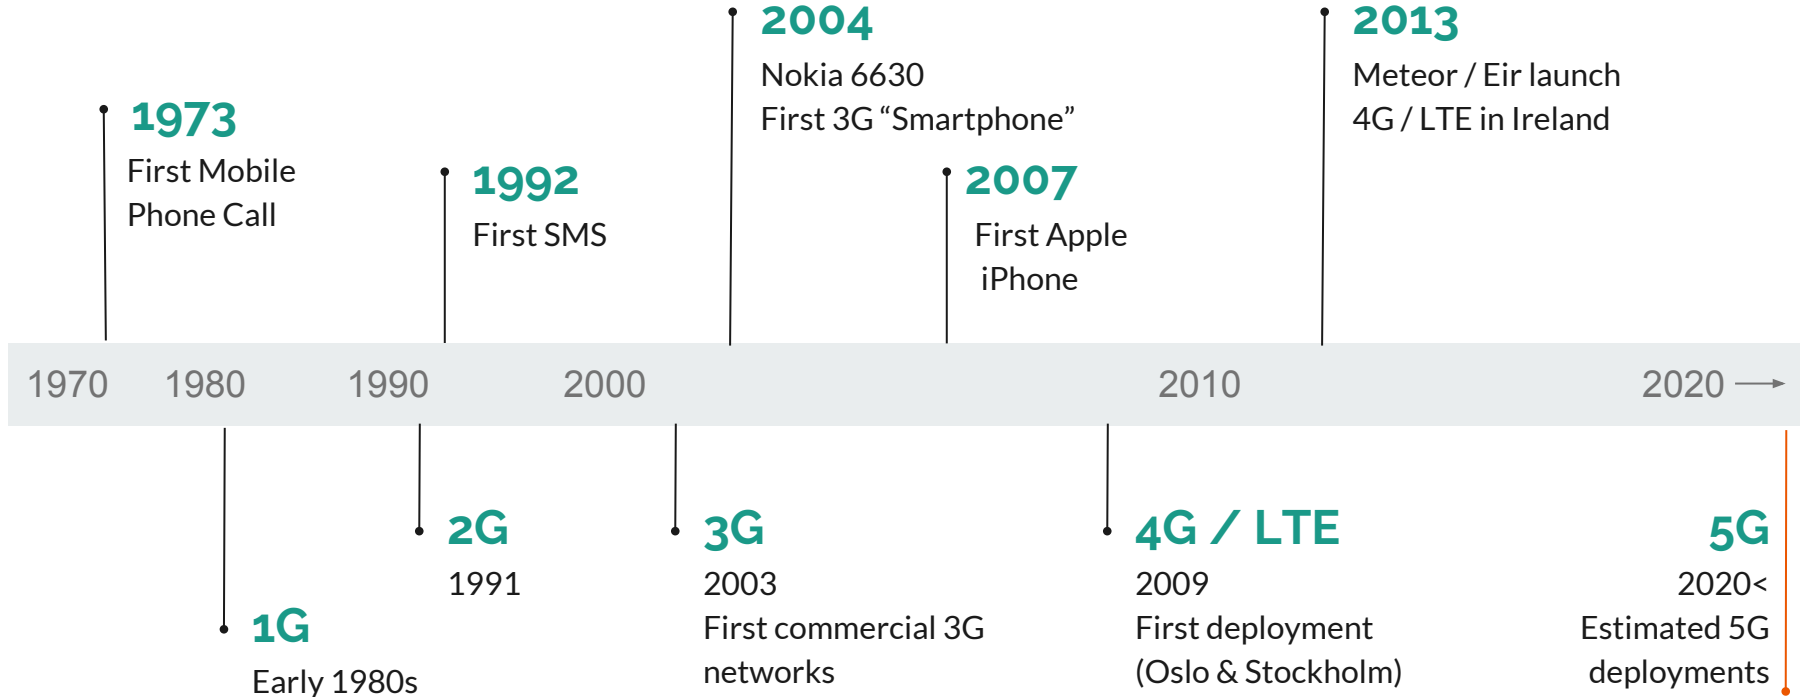 2004
Nokia 6630
First 3G “Smartphone”
2013
Meteor / Eir launch
4G / LTE in Ireland
1973
First Mobile
Phone Call
1992
First SMS
2007
First Apple
iPhone
1970 1980 1990 2000 2010 2020
1G
Early 1980s
2G
1991
3G
2003
First commercial 3G
networks
4G / LTE
2009
First deployment
(Oslo & Stockholm)
5G
2020<
Estimated 5G
deployments